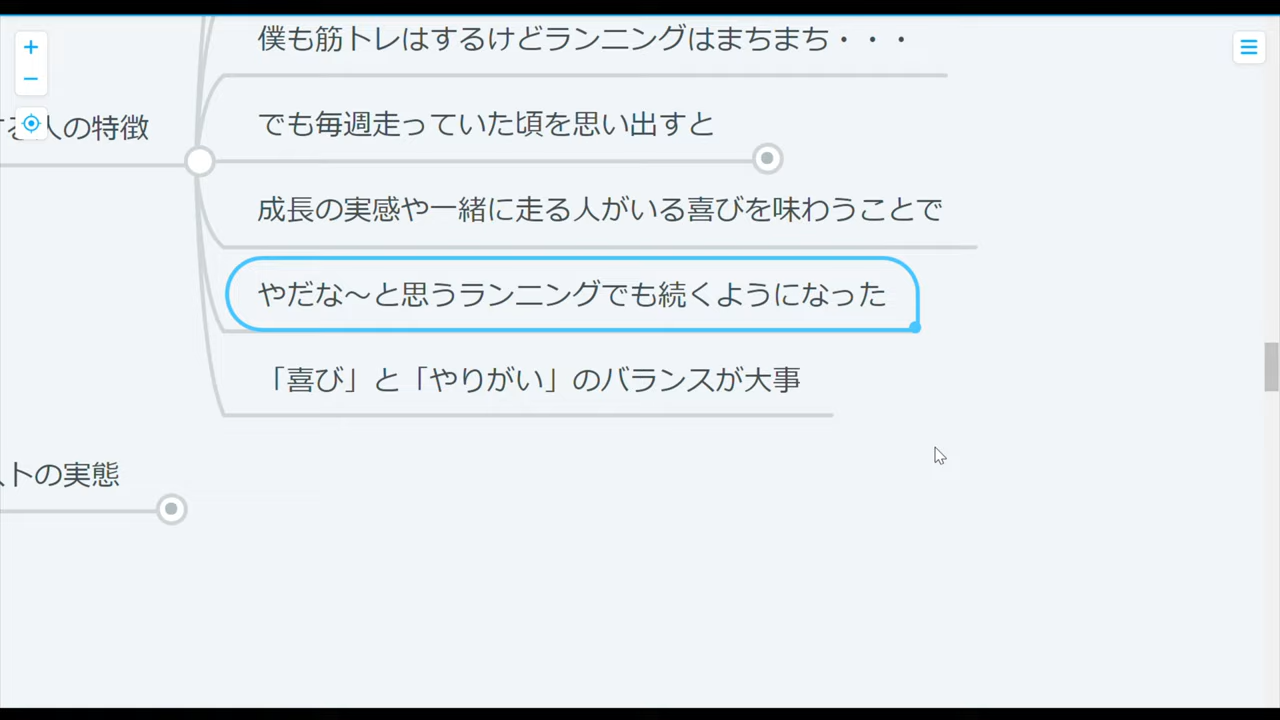 僕も筋トレはするけどランニングはまちまち・・・
でも毎週走っていた頃を思い出すと
る人の特徴
成長の実感や一緒に走る人がいる喜びを味わうことで
やだな～と思うランニングでも続くようになった
「喜び」と「やりがい」のバランスが大事
トの実態